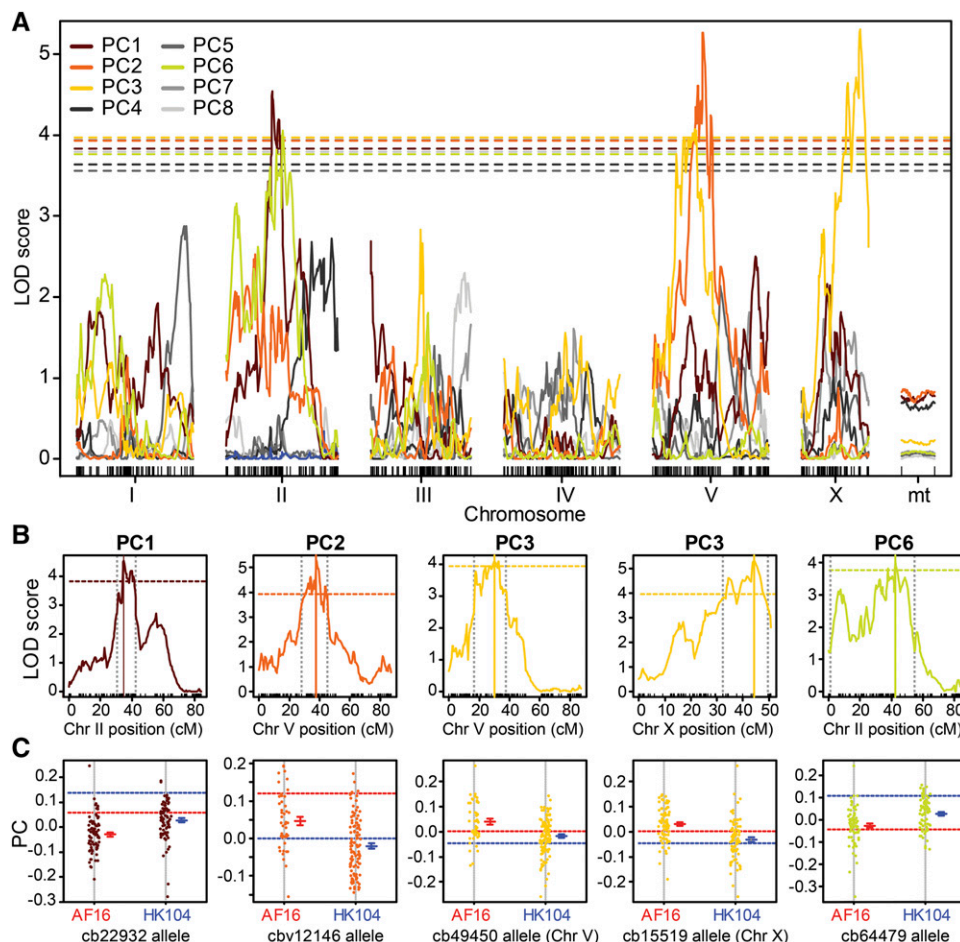 A
PC1 PC5
PC2 PC6
PC3 PC7
PC4 PC8
LOD score
5
4
3
2
1
0
I II III IV V X mt
Chromosome
B
PC1 PC2 PC3 PC3 PC6
LOD score
4
3
2
1
0
0 20 40 60 80
Chr II position (cM)
5
4
3
2
1
0
0 20 40 60 80
Chr V position (cM)
4
3
2
1
0
0 20 40 60 80
Chr V position (cM)
5
4
3
2
1
0
0 10 20 30 40 50
Chr X position (cM)
4
3
2
1
0
0 20 40 60 80
Chr II position (cM)
C
PC
0.2
0.1
0.0
-0.1
-0.3
AF16 HK104
cb22932 allele
0.2
0.1
0.0
-0.1
AF16 HK104
cbv12146 allele
0.2
0.1
0.0
-0.1
-0.2
AF16 HK104
cb49450 allele (Chr V)
0.2
0.1
0.0
-0.1
-0.2
AF16 HK104
cb15519 allele (Chr X)
0.2
0.1
0.0
-0.1
-0.3
AF16 HK104
cb64479 allele